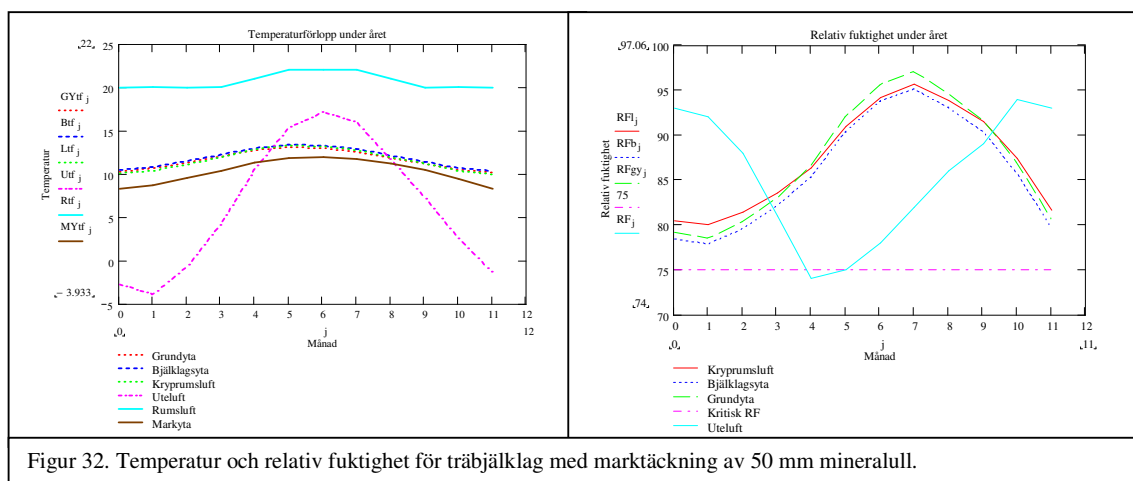 Temperaturförlopp under året
22
25
20
15
10
5
0
5
− 3.933
GYtf j
Btf j
Ltf j
Utf j
Rtf j
MYtf j
Temperatur
0 1 2 3 4 5 6 7 8 9 10 11 12
0 j 12
Månad
Grundyta
Bjälklagsyta
Kryprumsluft
Uteluft
Rumsluft
Markyta
Relativ fuktighet under året
97.06
100
90
80
70
74
RFl j
RFb j
RFgy j
75
RF j
Relativ fuktighet
0 1 2 3 4 5 6 7 8 9 10 11 12
0 j 11
Månad
Kryprumsluft
Bjälklagsyta
Grundyta
Kritisk RF
Uteluft
Figur 32. Temperatur och relativ fuktighet för träbjälklag med marktäckning av 50 mm mineralull.